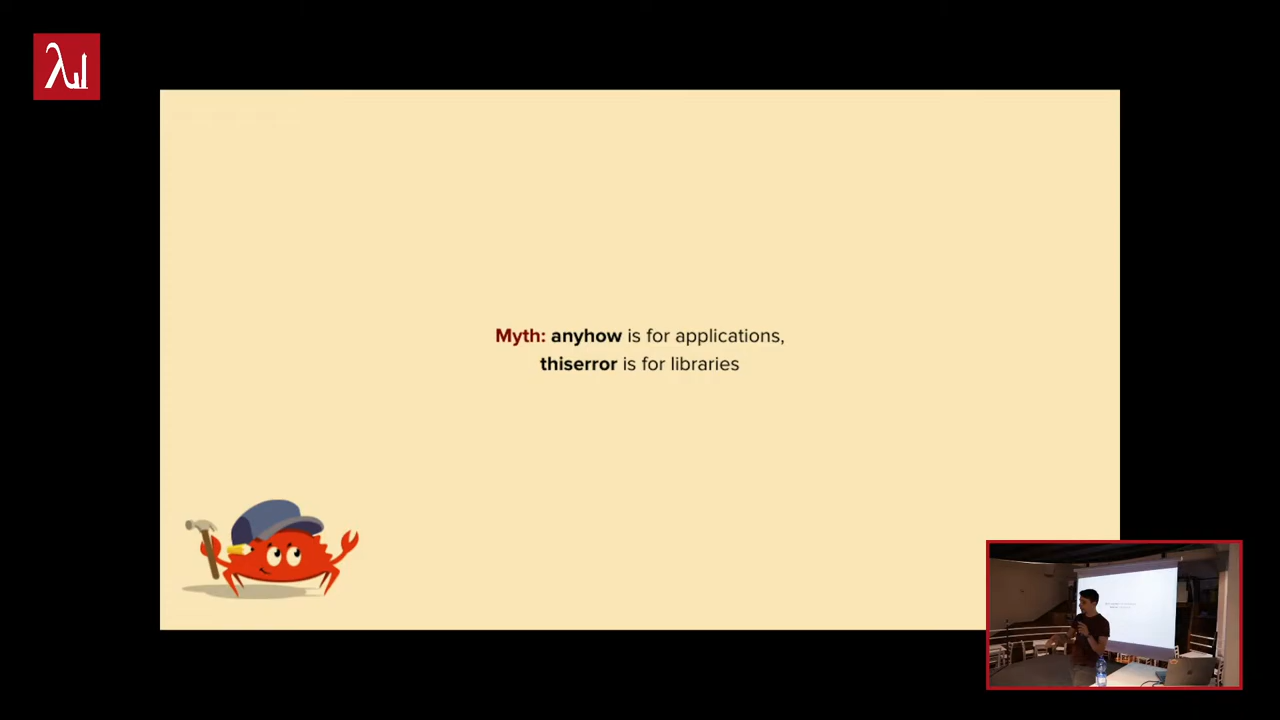 Myth: anyhow is for applications,
thiserror is for libraries